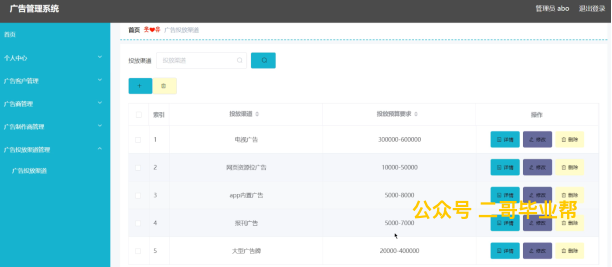 广告管理系统
管理员 abo 退出登录
首页
首页 圣❤君 广告投放渠道
个人中心
投放渠道 投放渠道
广告客户管理
广告商管理
索引 投放渠道 投放预算要求 操作
广告制作商管理
1 电视广告 300000-600000 详情 修改 删除
广告投放渠道管理
2 网页资源位广告 10000-50000 详情 修改 删除
广告投放渠道
3 app内置广告 5000-8000 详情 修改 删除
公众号 二哥毕业帮
4 报刊广告 5000-7000 详情 修改 删除
5 大型广告牌 20000-400000 详情 修改 删除